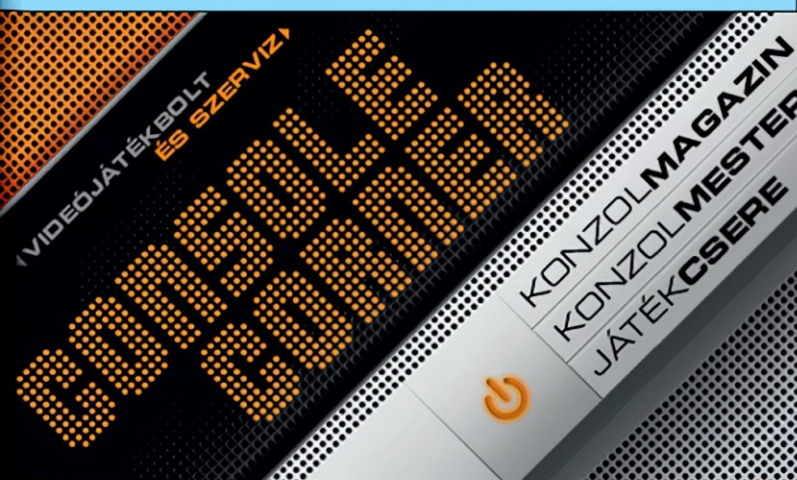 VIDEÓJÁTÉKBOLT
ÉS SZERVIZ
CONSOLE
CORNER
KONZOLMAGAZIN
KONZOLMESTER
JÁTÉKCSERE